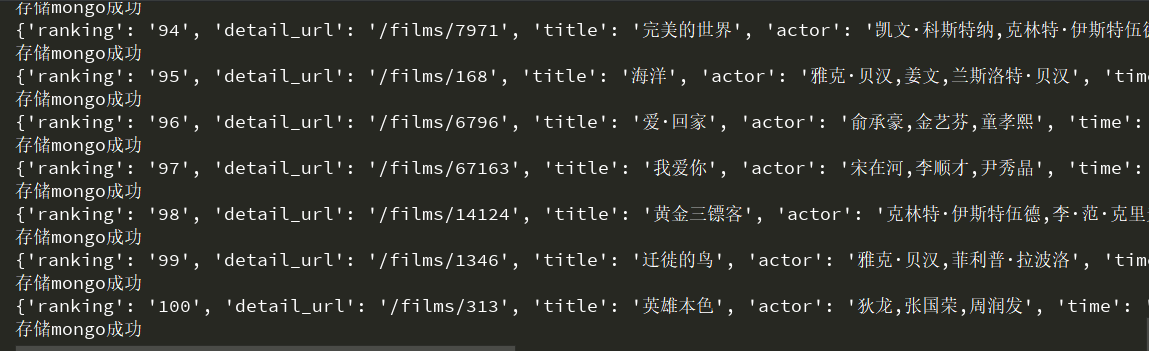 存储mongo成功
{'ranking': '94', 'detail_url': '/films/7971', 'title': '完美的世界', 'actor': '凯文·科斯特纳,克林特·伊斯特伍德
存储mongo成功
{'ranking': '95', 'detail_url': '/films/168', 'title': '海洋', 'actor': '雅克·贝汉,姜文,兰斯洛特·贝汉', 'time
存储mongo成功
{'ranking': '96', 'detail_url': '/films/6796', 'title': '爱·回家', 'actor': '俞承豪,金艺芬,童孝熙', 'time':
存储mongo成功
{'ranking': '97', 'detail_url': '/films/67163', 'title': '我爱你', 'actor': '宋在河,李顺才,尹秀晶', 'time':
存储mongo成功
{'ranking': '98', 'detail_url': '/films/14124', 'title': '黄金三镖客', 'actor': '克林特·伊斯特伍德,李·范·克里
存储mongo成功
{'ranking': '99', 'detail_url': '/films/1346', 'title': '迁徙的鸟', 'actor': '雅克·贝汉,菲利普·拉波洛', 'time
存储mongo成功
{'ranking': '100', 'detail_url': '/films/313', 'title': '英雄本色', 'actor': '狄龙,张国荣,周润发', 'time': '
存储mongo成功